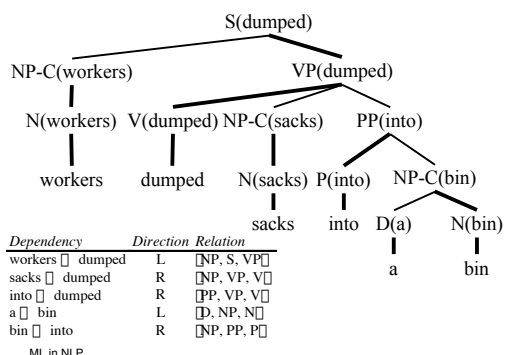 S(dumped)
NP-C(workers) VP(dumped)
N(workers) V(dumped) NP-C(sacks) PP(into)
workers dumped N(sacks) P(into) NP-C(bin)
sacks into D(a) N(bin)
a bin
Dependency Direction Relation
workers □ dumped L □NP, S, VP□
sacks □ dumped R □NP, VP, V□
into □ dumped R □PP, VP, V□
a □ bin L □D, NP, N□
bin □ into R □NP, PP, P□
ML in NLP